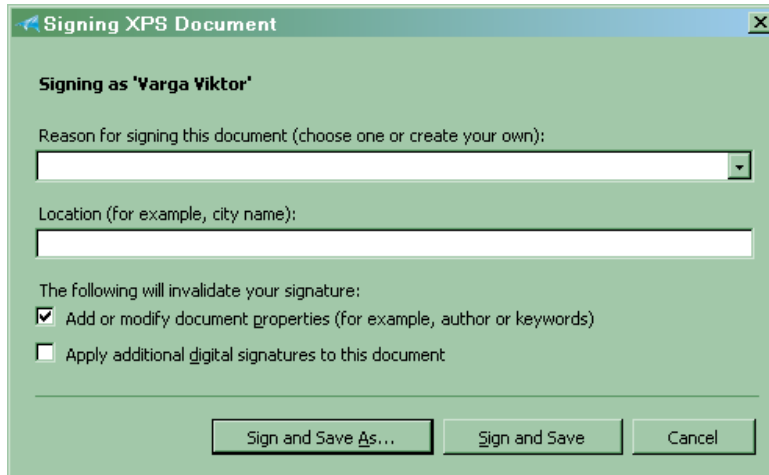 Signing XPS Document
Signing as 'Varga Viktor'
Reason for signing this document (choose one or create your own):
Location (for example, city name):
The following will invalidate your signature:
Add or modify document properties (for example, author or keywords)
Apply additional digital signatures to this document
Sign and Save As... Sign and Save Cancel